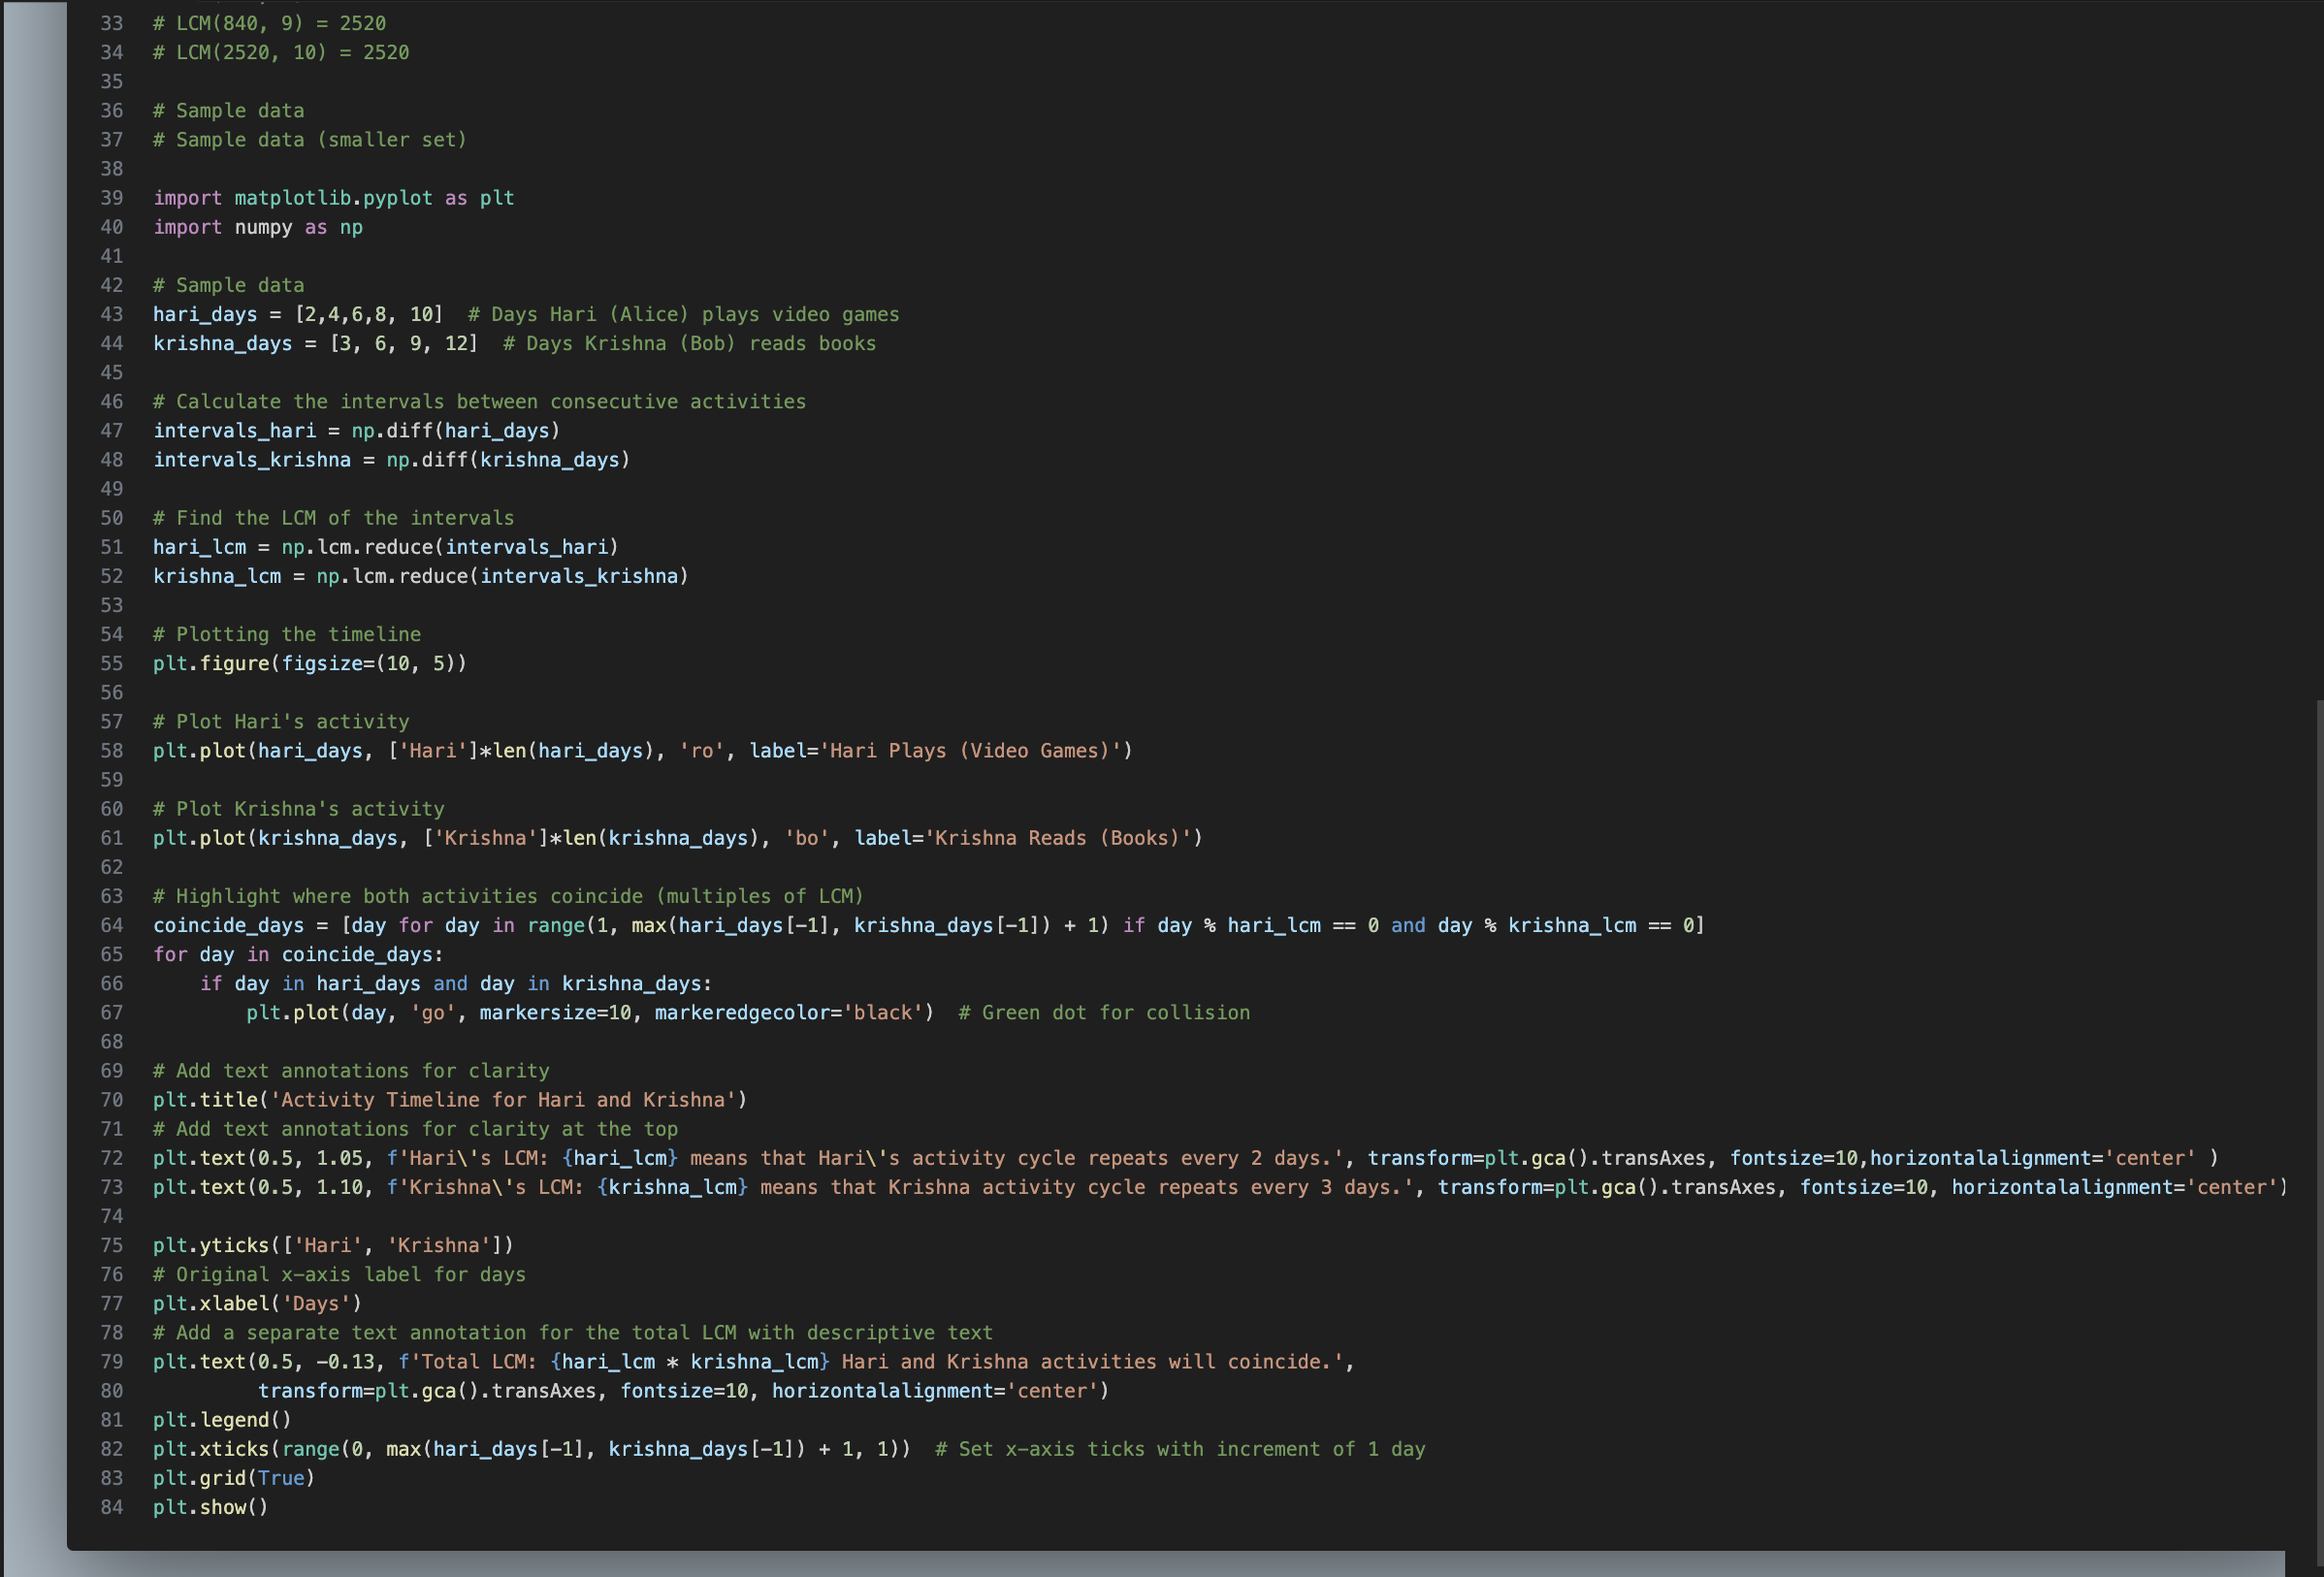 33 # LCM(840, 9) = 2520
34 # LCM(2520, 10) = 2520
35
36 # Sample data
37 # Sample data (smaller set)
38
39 import matplotlib.pyplot as plt
40 import numpy as np
41
42 # Sample data
43 hari_days = [2,4,6,8, 10]  # Days Hari (Alice) plays video games
44 krishna_days = [3, 6, 9, 12]  # Days Krishna (Bob) reads books
45
46 # Calculate the intervals between consecutive activities
47 intervals_hari = np.diff(hari_days)
48 intervals_krishna = np.diff(krishna_days)
49
50 # Find the LCM of the intervals
51 hari_lcm = np.lcm.reduce(intervals_hari)
52 krishna_lcm = np.lcm.reduce(intervals_krishna)
53
54 # Plotting the timeline
55 plt.figure(figsize=(10, 5))
56
57 # Plot Hari's activity
58 plt.plot(hari_days, ['Hari']*len(hari_days), 'ro', label='Hari Plays (Video Games)')
59
60 # Plot Krishna's activity
61 plt.plot(krishna_days, ['Krishna']*len(krishna_days), 'bo', label='Krishna Reads (Books)')
62
63 # Highlight where both activities coincide (multiples of LCM)
64 coincide_days = [day for day in range(1, max(hari_days[-1], krishna_days[-1]) + 1) if day % hari_lcm == 0 and day % krishna_lcm == 0]
65 for day in coincide_days:
66     if day in hari_days and day in krishna_days:
67         plt.plot(day, 'go', markersize=10, markeredgecolor='black')  # Green dot for collision
68
69 # Add text annotations for clarity
70 plt.title('Activity Timeline for Hari and Krishna')
71 # Add text annotations for clarity at the top
72 plt.text(0.5, 1.05, f'Hari\'s LCM: {hari_lcm} means that Hari\'s activity cycle repeats every 2 days.', transform=plt.gca().transAxes, fontsize=10,horizontalalignment='center' )
73 plt.text(0.5, 1.10, f'Krishna\'s LCM: {krishna_lcm} means that Krishna activity cycle repeats every 3 days.', transform=plt.gca().transAxes, fontsize=10, horizontalalignment='center')
74
75 plt.yticks(['Hari', 'Krishna'])
76 # Original x-axis label for days
77 plt.xlabel('Days')
78 # Add a separate text annotation for the total LCM with descriptive text
79 plt.text(0.5, -0.13, f'Total LCM: {hari_lcm * krishna_lcm} Hari and Krishna activities will coincide.',
80          transform=plt.gca().transAxes, fontsize=10, horizontalalignment='center')
81 plt.legend()
82 plt.xticks(range(0, max(hari_days[-1], krishna_days[-1]) + 1, 1))  # Set x-axis ticks with increment of 1 day
83 plt.grid(True)
84 plt.show()